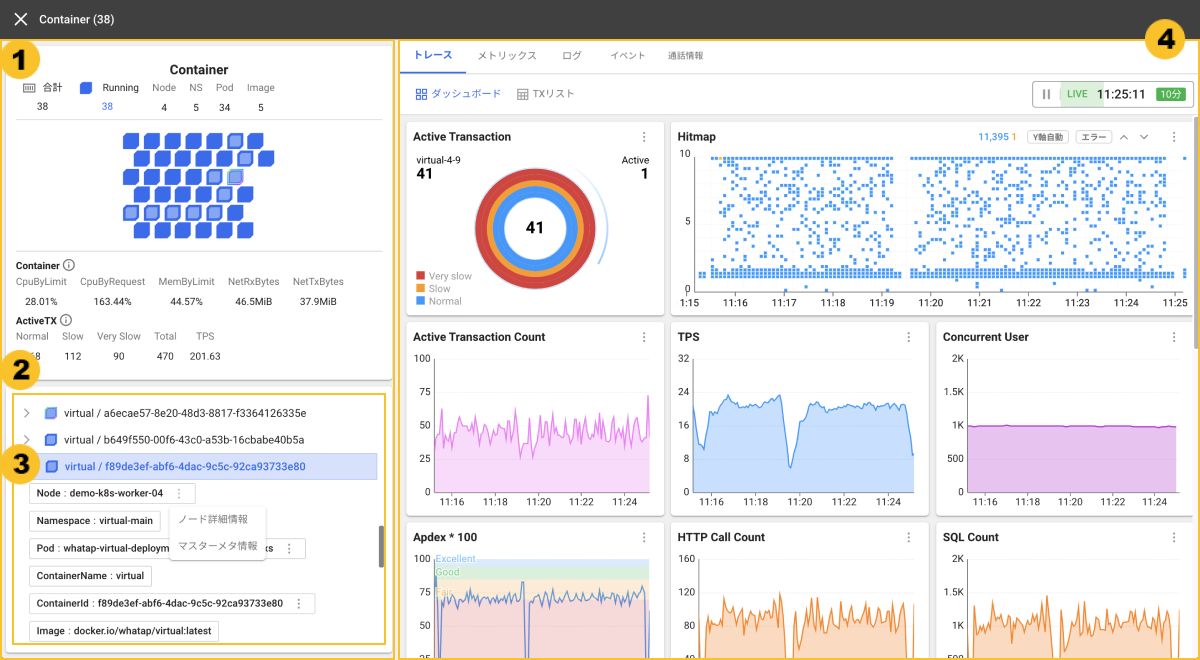 Container (38)
1
Container
合計 Running Node NS Pod Image
38 38 4 5 34 5
Container
CpuByLimit CpuByRequest MemByLimit NetRxBytes NetTxBytes
28.01% 163.44% 44.57% 46.5MiB 37.9MiB
ActiveTX
Normal Slow Very Slow Total TPS
68 112 90 470 201.63
2
virtual / a6ecae57-8e20-48d3-8817-f3364126335e
virtual / b649f550-00f6-43c0-a53b-16cbabe40b5a
3
virtual / f89de3ef-abf6-4dac-9c5c-92ca93733e80
Node : demo-k8s-worker-04
Namespace : virtual-main
ノード詳細情報
マスターメタ情報
Pod : whatap-virtual-deploym
ks
ContainerName : virtual
ContainerId : f89de3ef-abf6-4dac-9c5c-92ca93733e80
Image : docker.io/whatap/virtual:latest
4
トレース メトリックス ログ イベント 通話情報
ダッシュボード TXリスト
LIVE 11:25:11 10分
Active Transaction
virtual-4-9 Active
41 1
41
Very slow
Slow
Normal
Hitmap 11,395 1 Y軸自動 エラー
10
5
0
1:15 11:16 11:17 11:18 11:19 11:20 11:21 11:22 11:23 11:24 11:25
Active Transaction Count
100
75
50
25
0
11:16 11:18 11:20 11:22 11:24
TPS
32
24
16
8
0
11:16 11:18 11:20 11:22 11:24
Concurrent User
2K
1.5K
1K
500
0
11:16 11:18 11:20 11:22 11:24
Apdex * 100
100
Excellent
Good
75
Fair
50
25
HTTP Call Count
160
120
80
40
SQL Count
2K
1.5K
1K
500